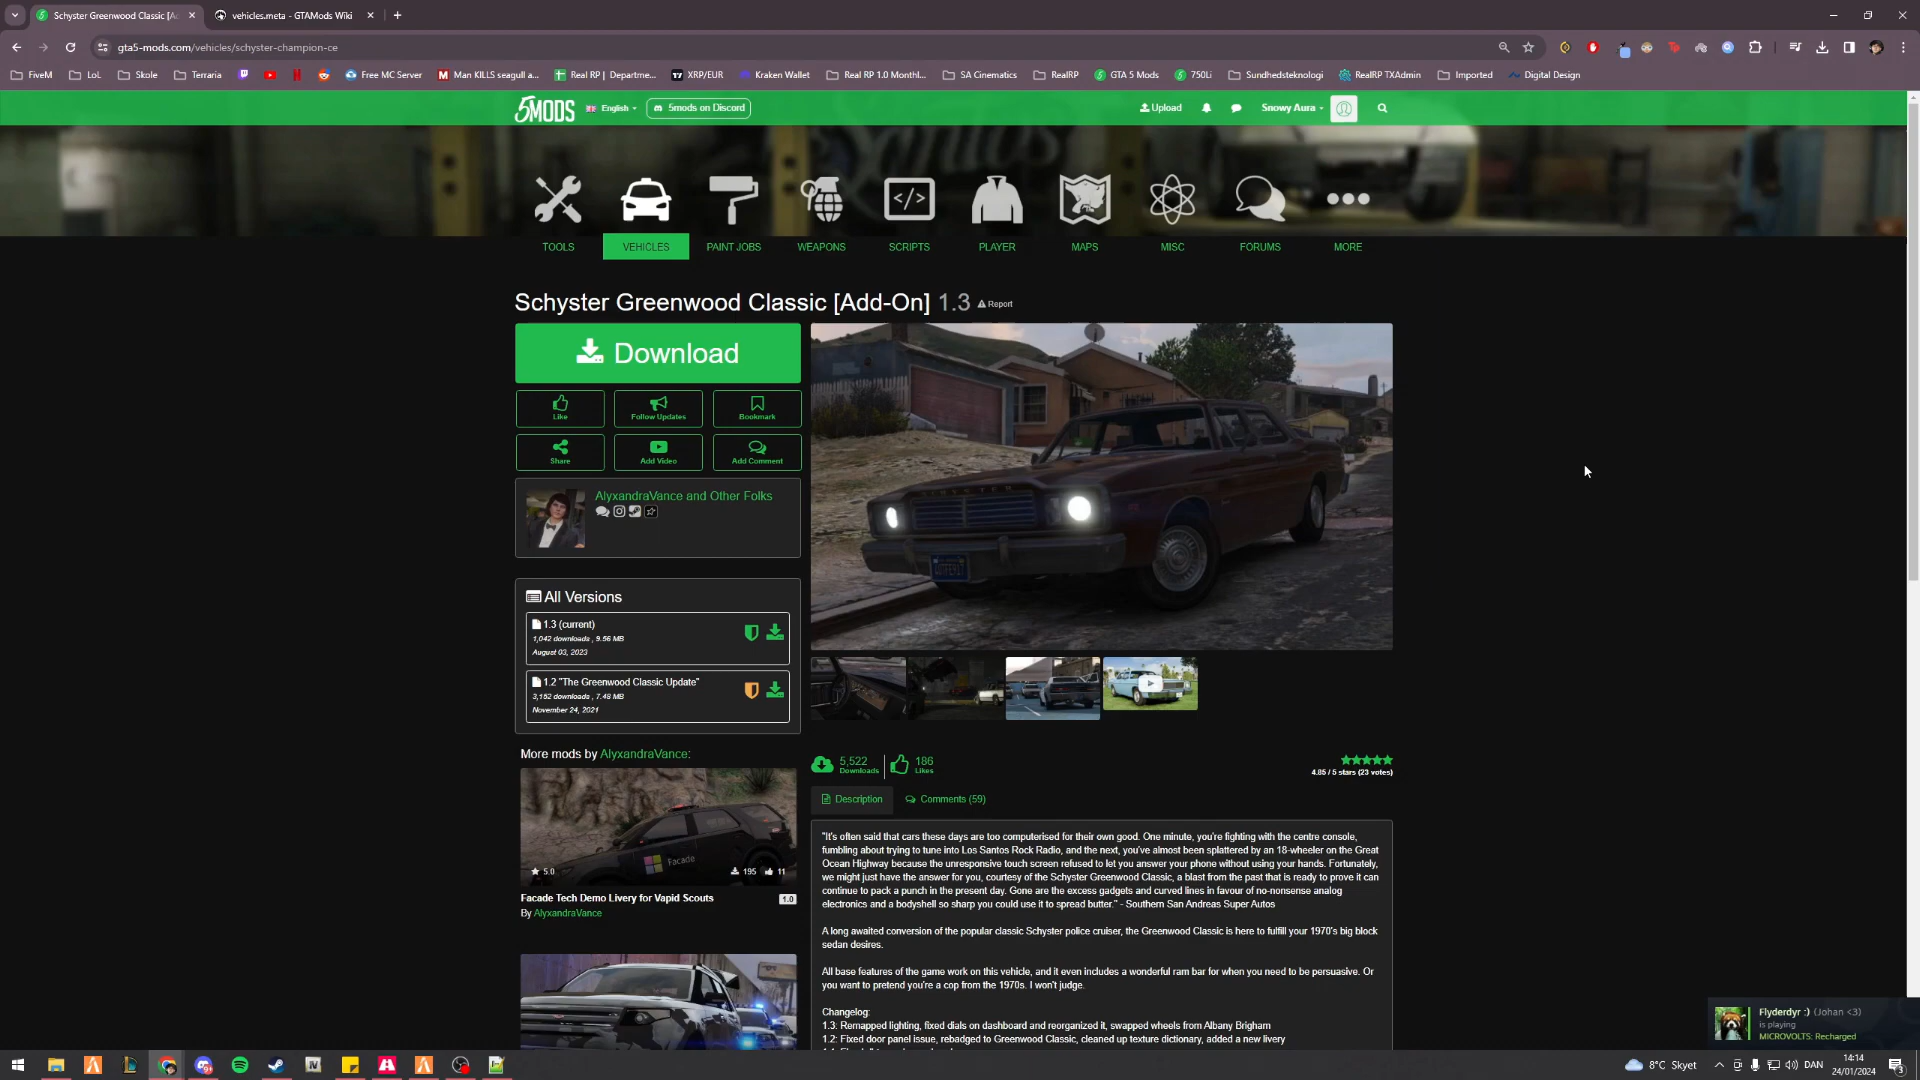 Schyster Greenwood Classic [Ad
vehicles.meta - GTAMods Wiki
gta5-mods.com/vehicles/schyster-champion-ce
FiveM
LoL
Skole
Terraria
Free MC Server
Man KILLS seagull a...
Real RP | Departme...
XRP/EUR
Kraken Wallet
Real RP 1.0 Monthl...
SA Cinematics
RealRP
GTA 5 Mods
750Li
Sundhedsteknologi
RealRP TXAdmin
Imported
Digital Design
5MODS
English
5mods on Discord
Upload
Snowy Aura
TOOLS
VEHICLES
PAINT JOBS
WEAPONS
SCRIPTS
PLAYER
MAPS
MISC
FORUMS
MORE
Schyster Greenwood Classic [Add-On] 1.3 Report
Download
Like
Follow Updates
Bookmark
Share
Add Video
Add Comment
AlyxandraVance and Other Folks
All Versions
1.3 (current)
1,042 downloads , 9.56 MB
August 03, 2023
1.2 "The Greenwood Classic Update"
3,152 downloads , 7.48 MB
November 24, 2021
More mods by AlyxandraVance:
Facade
5.0
195
11
Facade Tech Demo Livery for Vapid Scouts
1.0
By AlyxandraVance
SCHYSTER
5,522
Downloads
186
Likes
4.85 / 5 stars (23 votes)
Description
Comments (59)
"It's often said that cars these days are too computerised for their own good. One minute, you're fighting with the centre console,
fumbling about trying to tune into Los Santos Rock Radio, and the next, you've almost been splattered by an 18-wheeler on the Great
Ocean Highway because the unresponsive touch screen refused to let you answer your phone without using your hands. Fortunately,
we might just have the answer for you, courtesy of the Schyster Greenwood Classic, a blast from the past that is ready to prove it can
continue to pack a punch in the present day. Gone are the excess gadgets and curved lines in favour of no-nonsense analog
electronics and a bodyshell so sharp you could use it to spread butter." - Southern San Andreas Super Autos
A long awaited conversion of the popular classic Schyster police cruiser, the Greenwood Classic is here to fulfill your 1970's big block
sedan desires.
All base features of the game work on this vehicle, and it even includes a wonderful ram bar for when you need to be persuasive. Or
you want to pretend you're a cop from the 1970s. I won't judge.
Changelog:
1.3: Remapped lighting, fixed dials on dashboard and reorganized it, swapped wheels from Albany Brigham
1.2: Fixed door panel issue, rebadged to Greenwood Classic, cleaned up texture dictionary, added a new livery
Flyderdyr :) (Johan <3)
is playing
MICROVOLTS: Recharged
8°C Skyet
DAN
14:14
24/01/2024
3